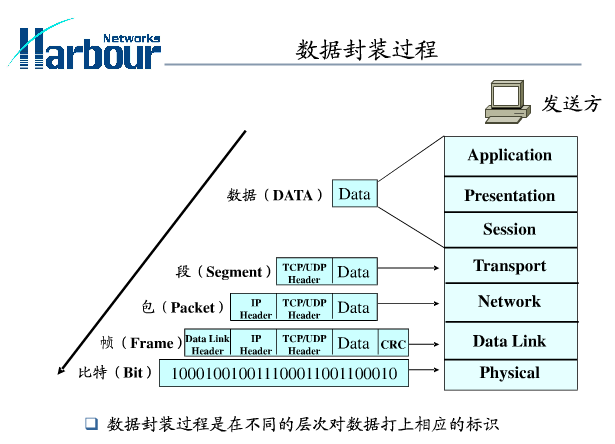 Harbour Networks
数据封装过程
发送方
Application
数据（DATA）
Data
Presentation
Session
段（Segment）
TCP/UDP Header
Data
Transport
包（Packet）
IP Header
TCP/UDP Header
Data
Network
帧（Frame）
Data Link Header
IP Header
TCP/UDP Header
Data
CRC
Data Link
比特（Bit）
100010010011100011001100010
Physical
数据封装过程是在不同的层次对数据打上相应的标识